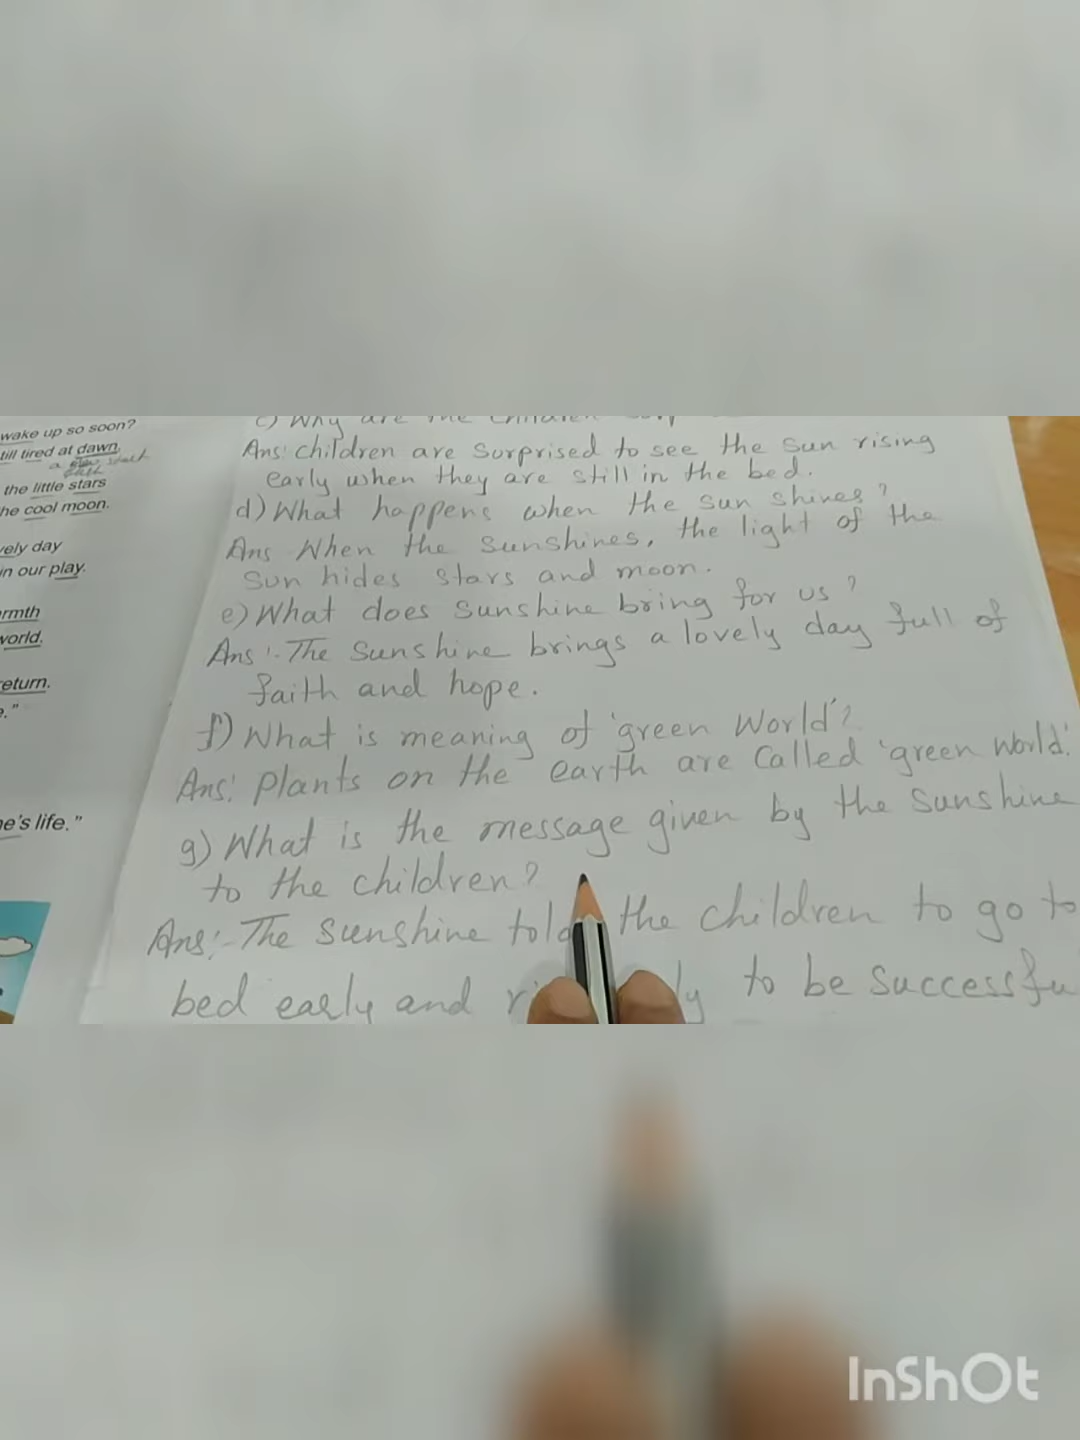 wake up so soon?
till tired at dawn,
the little stars
he cool moon.
ely day
in our play.
rmth
world.
eturn.
e."
e's life."
c) Why are the children
Ans: children are surprised to see the sun rising
early when they are still in the bed.
d) What happens when the sun shines?
Ans When the sunshines, the light of the
sun hides stars and moon.
e) What does sunshine bring for us?
Ans:- The sunshine brings a lovely day full of
faith and hope.
f) What is meaning of 'green World'?
Ans: Plants on the earth are called 'green World.'
g) What is the message given by the sunshine
to the children?
Ans:- The sunshine told the children to go to
bed early and to be successfu
InShOt